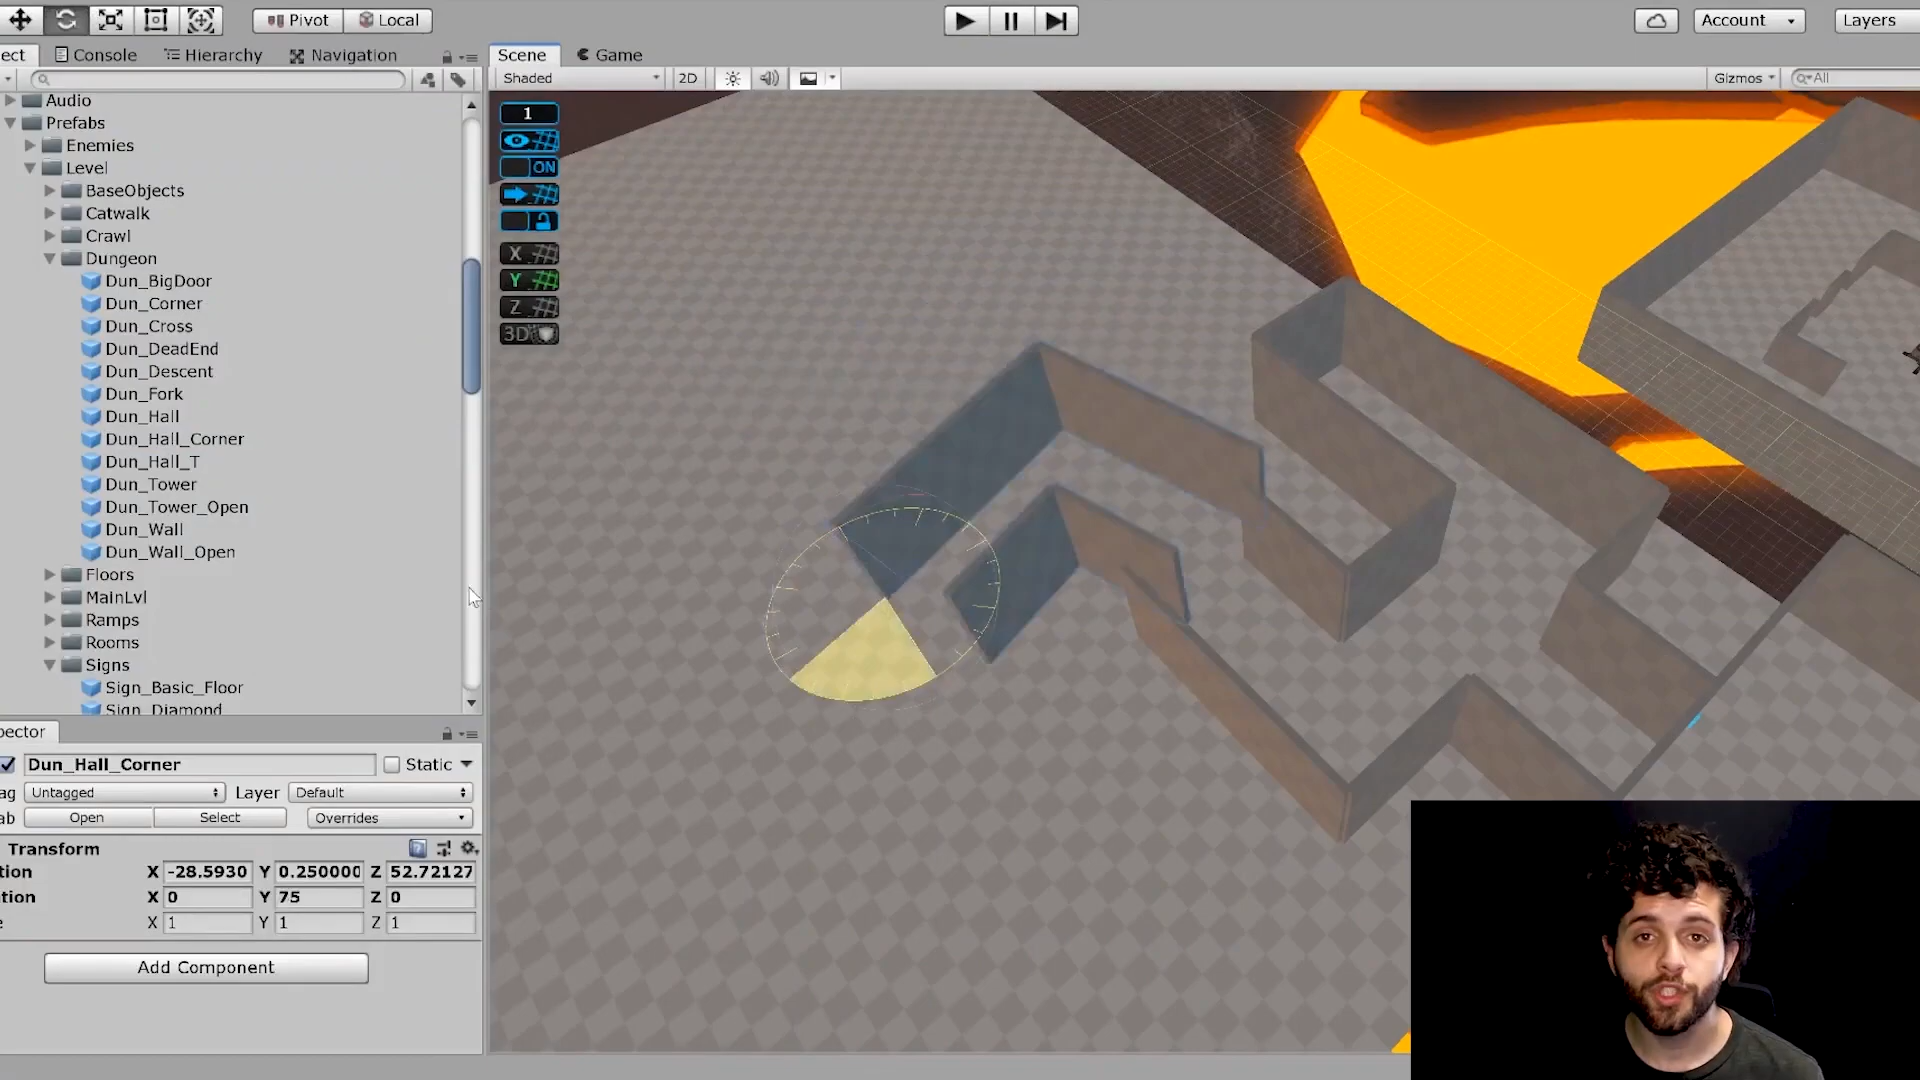 Pivot Local Account Layers
ect Console Hierarchy Navigation Scene Game
Shaded 2D Gizmos All
Audio
Prefabs
Enemies
Level
BaseObjects
Catwalk
Crawl
Dungeon
Dun_BigDoor
Dun_Corner
Dun_Cross
Dun_DeadEnd
Dun_Descent
Dun_Fork
Dun_Hall
Dun_Hall_Corner
Dun_Hall_T
Dun_Tower
Dun_Tower_Open
Dun_Wall
Dun_Wall_Open
Floors
MainLvl
Ramps
Rooms
Signs
Sign_Basic_Floor
Sign_Diamond
1
ON
X
Y
Z
3D
pector
Dun_Hall_Corner Static
ag Untagged Layer Default
ab Open Select Overrides
Transform
tion X -28.5930 Y 0.250000 Z 52.72127
tion X 0 Y 75 Z 0
e X 1 Y 1 Z 1
Add Component